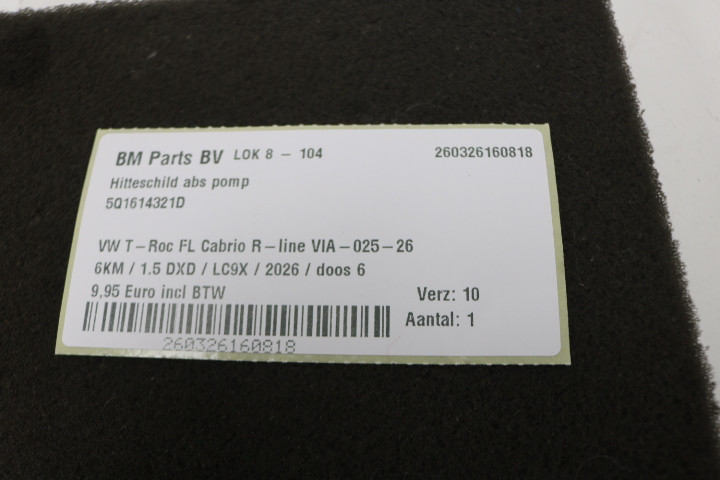 BM Parts BV LOK 8 - 104 260326160818
Hitteschild abs pomp
5Q1614321D
VW T-Roc FL Cabrio R-line VIA-025-26
6KM / 1.5 DXD / LC9X / 2026 / doos 6
9,95 Euro incl BTW Verz: 10
Aantal: 1
260326160818